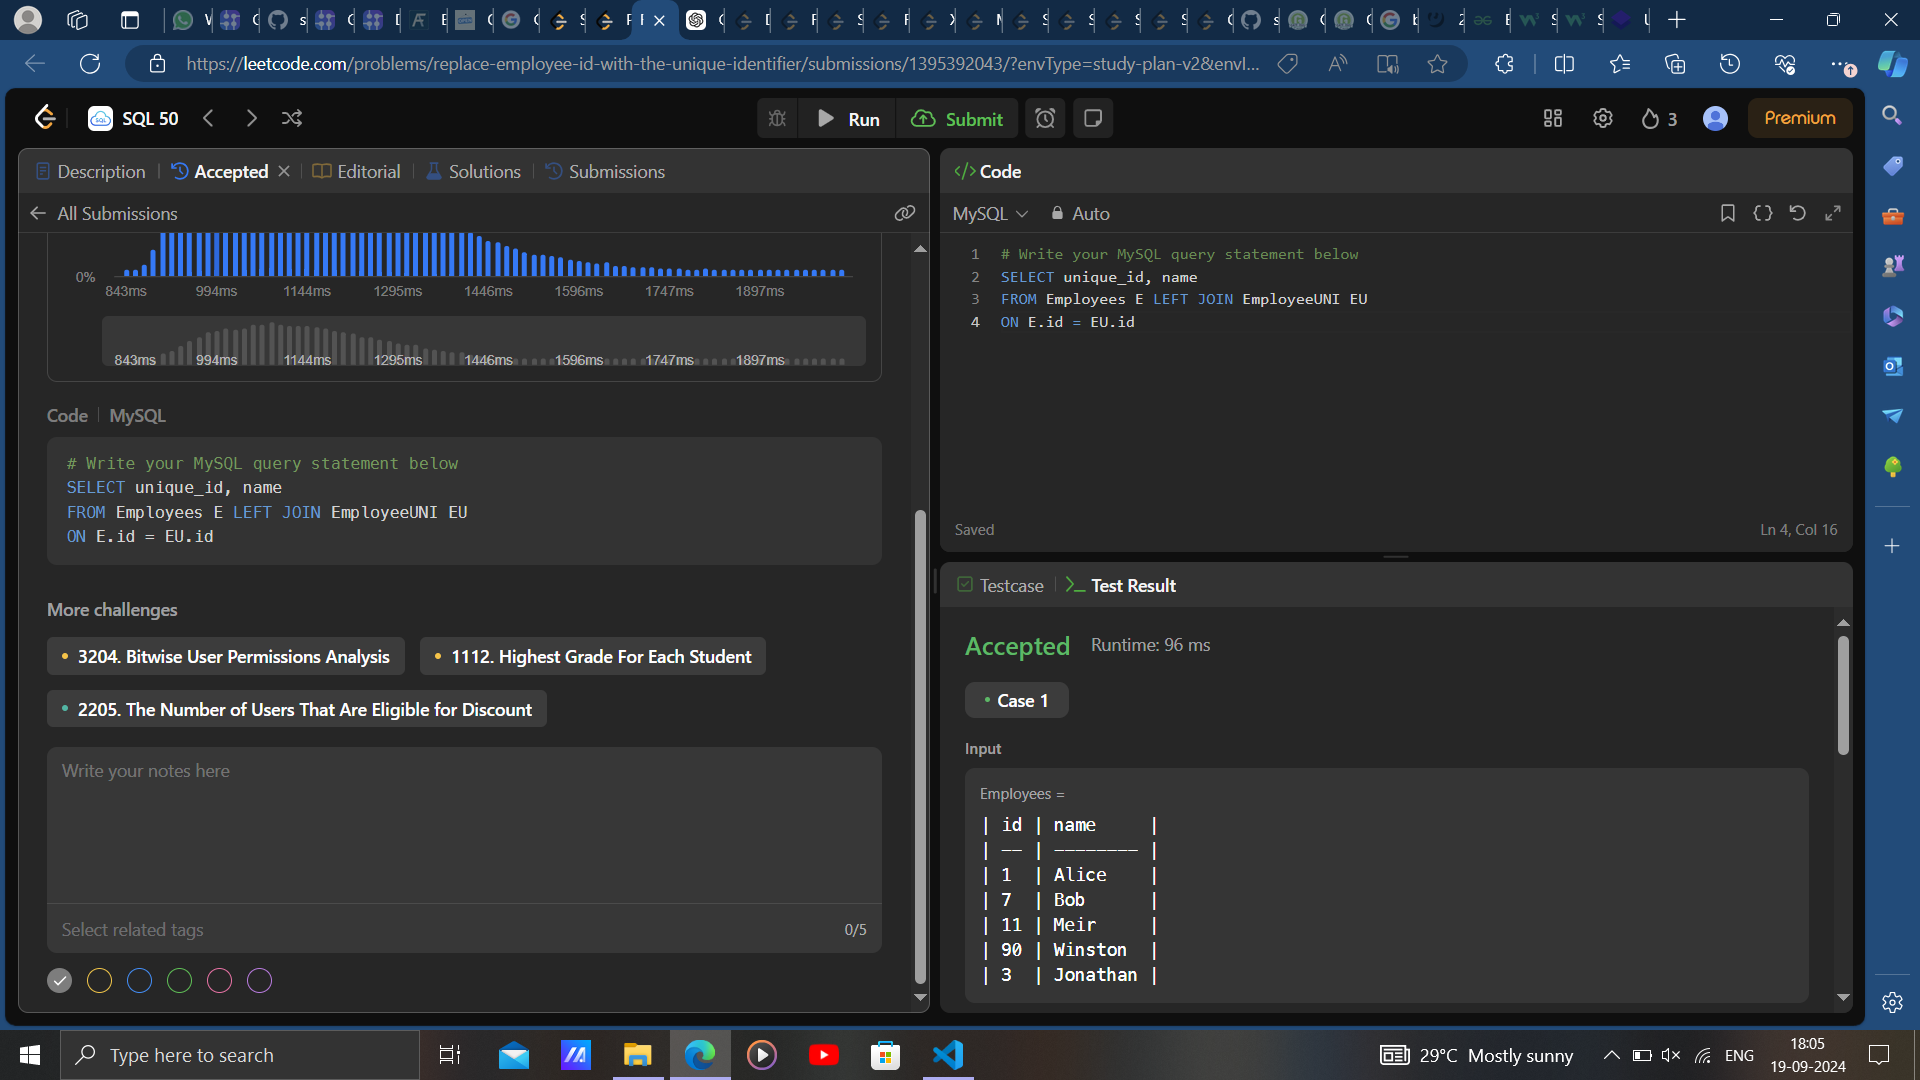 https://leetcode.com/problems/replace-employee-id-with-the-unique-identifier/submissions/1395392043/?envType=study-plan-v2&envI...
SQL 50
Run
Submit
3
Premium
Description
Accepted
Editorial
Solutions
Submissions
All Submissions
0%
843ms 994ms 1144ms 1295ms 1446ms 1596ms 1747ms 1897ms
843ms 994ms 1144ms 1295ms 1446ms 1596ms 1747ms 1897ms
Code MySQL
# Write your MySQL query statement below
SELECT unique_id, name
FROM Employees E LEFT JOIN EmployeeUNI EU
ON E.id = EU.id
More challenges
3204. Bitwise User Permissions Analysis
1112. Highest Grade For Each Student
2205. The Number of Users That Are Eligible for Discount
Write your notes here
Select related tags
0/5
</> Code
MySQL
Auto
1 # Write your MySQL query statement below
2 SELECT unique_id, name
3 FROM Employees E LEFT JOIN EmployeeUNI EU
4 ON E.id = EU.id
Saved
Ln 4, Col 16
Testcase
Test Result
Accepted
Runtime: 96 ms
Case 1
Input
Employees =
| id | name     |
| -- | -------- |
| 1  | Alice    |
| 7  | Bob      |
| 11 | Meir     |
| 90 | Winston  |
| 3  | Jonathan |
Type here to search
29°C Mostly sunny
ENG
18:05
19-09-2024